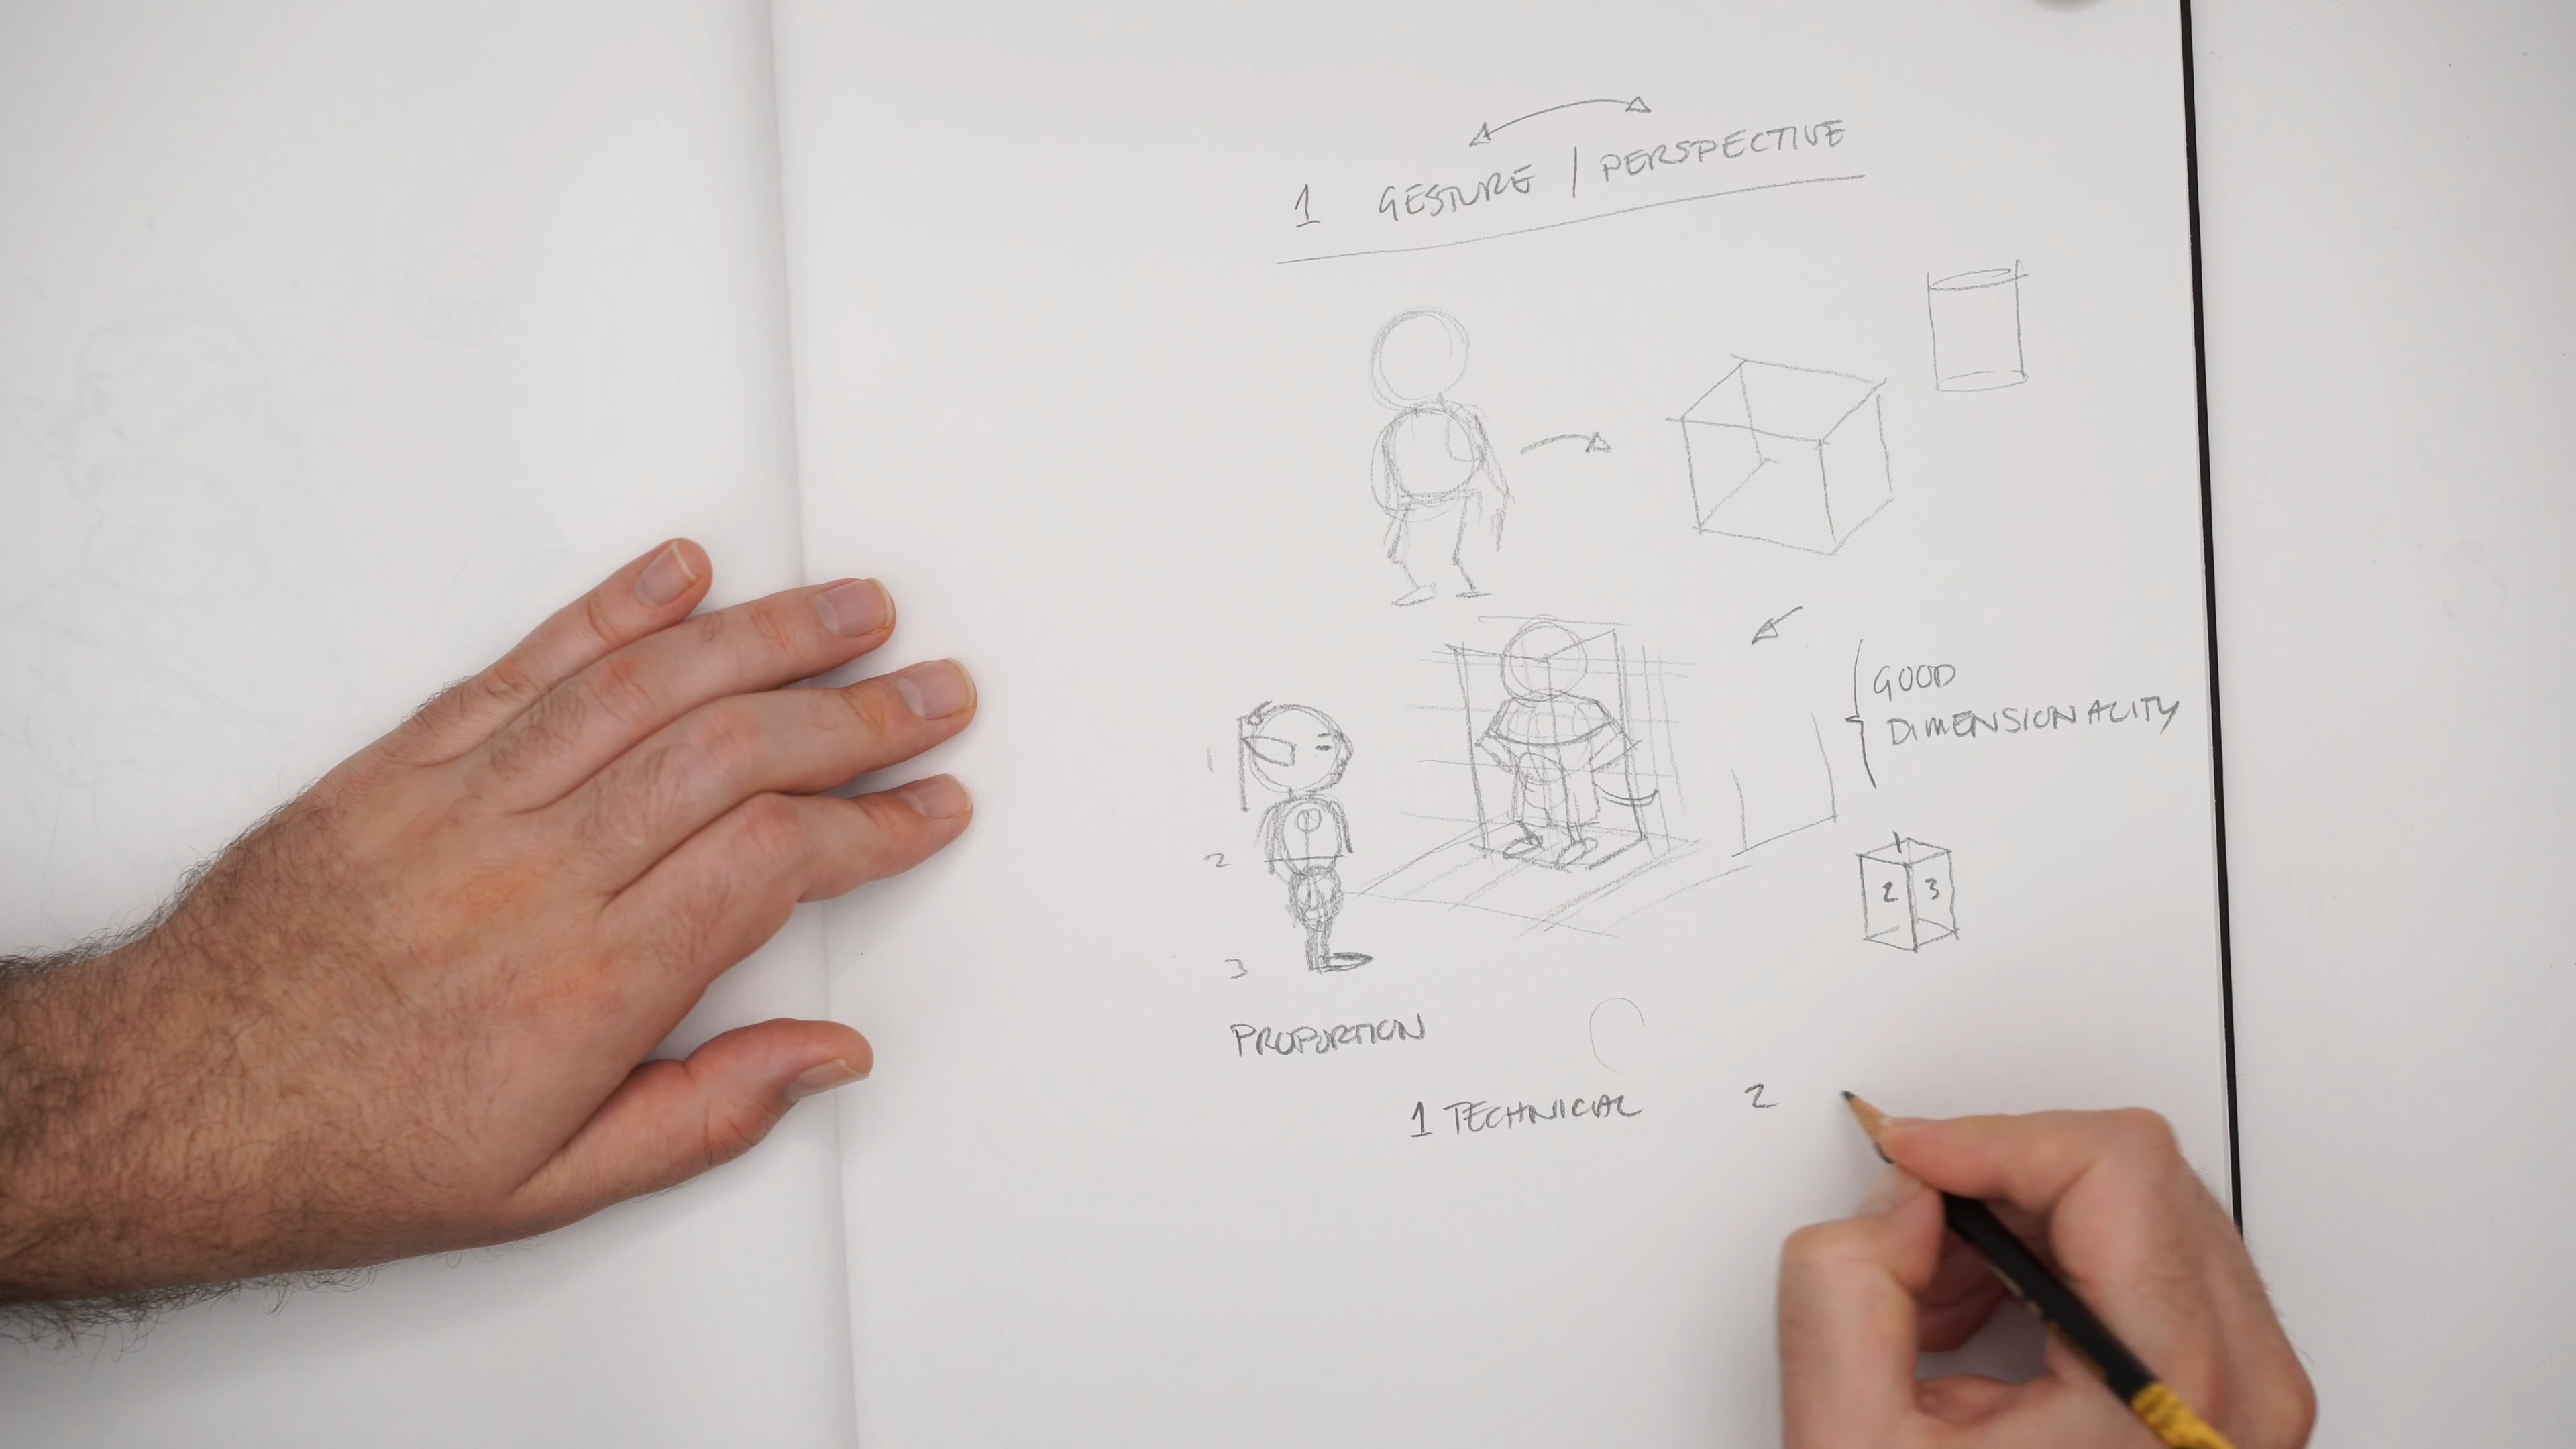 1 GESTURE | PERSPECTIVE
GOOD
DIMENSIONALITY
1
2
3
2 3
PROPORTION
1 TECHNICAL 2